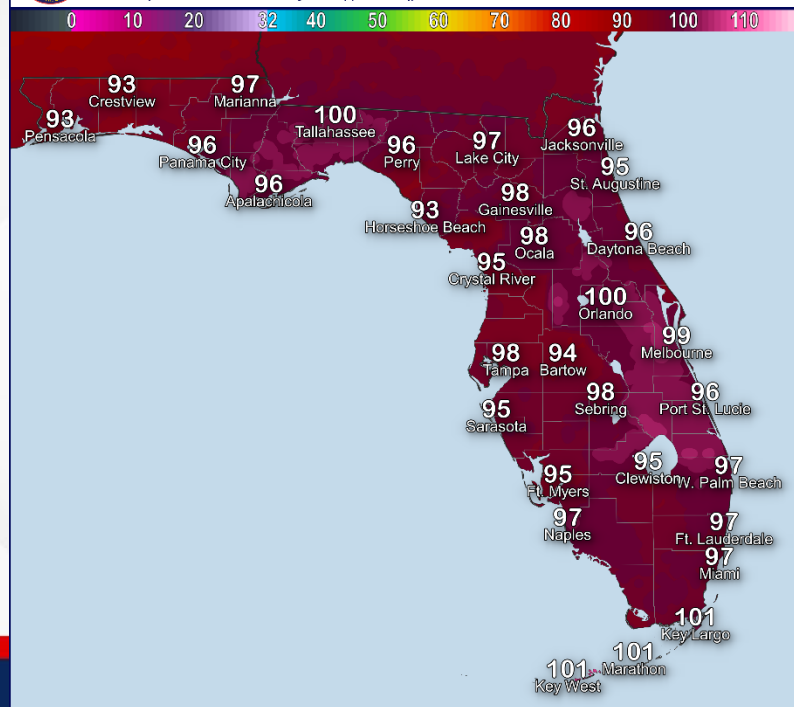 0 10 20 32 40 50 60 70 80 90 100 110
93
Crestview
97
Marianna
93
Pensacola
100
Tallahassee
96
Panama City
96
Perry
97
Lake City
96
Jacksonville
96
Apalachicola
95
St. Augustine
98
Gainesville
93
Horseshoe Beach
98
Ocala
96
Daytona Beach
95
Crystal River
100
Orlando
99
Melbourne
98
Tampa
94
Bartow
98
Sebring
96
Port St. Lucie
95
Sarasota
95
Clewiston
97
W. Palm Beach
95
Ft. Myers
97
Naples
97
Ft. Lauderdale
97
Miami
101
Key Largo
101
Marathon
101
Key West